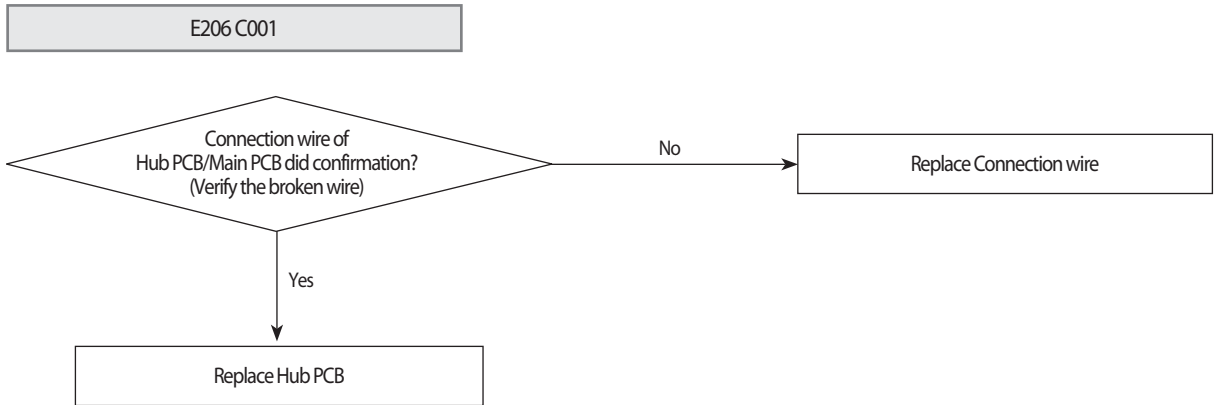 E206 C001
Connection wire of
Hub PCB/Main PCB did confirmation?
(Verify the broken wire)
No
Replace Connection wire
Yes
Replace Hub PCB